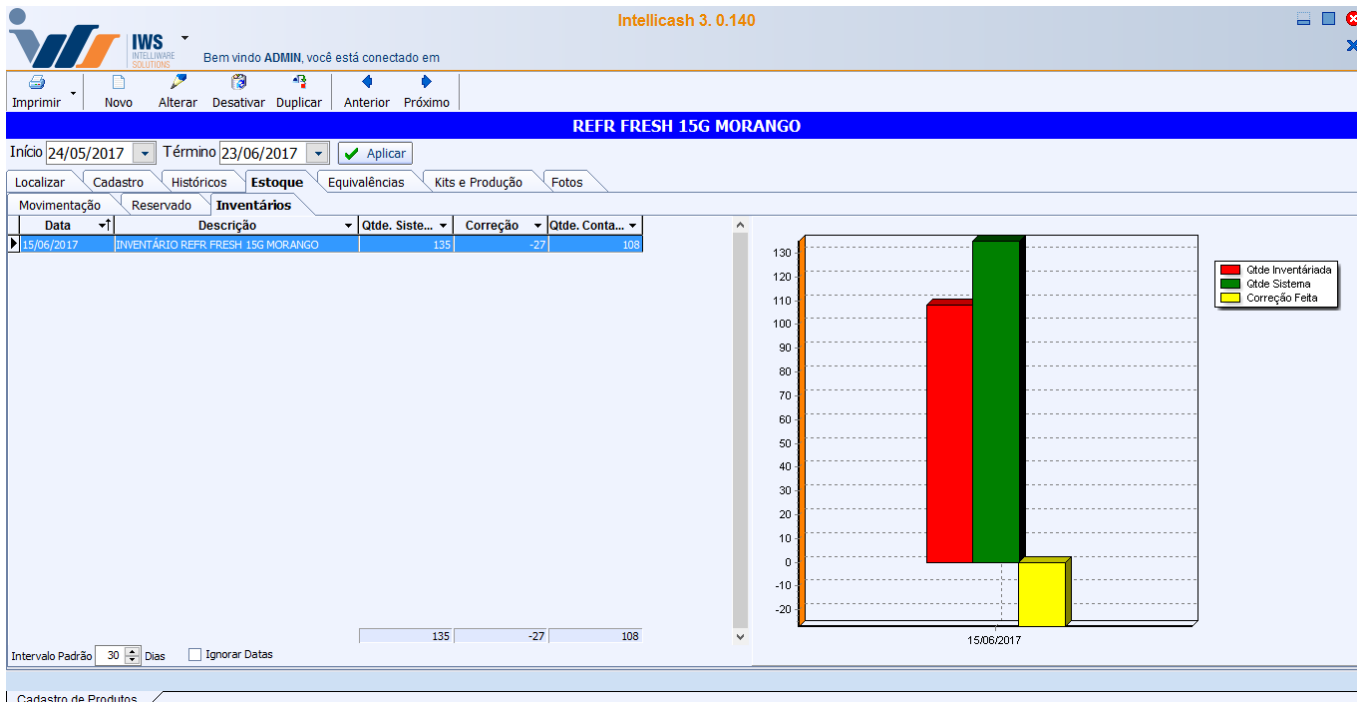 Intellicash 3. 0.140
IWS
INTELLIWARE
SOLUTIONS
Bem vindo ADMIN, você está conectado em
Imprimir Novo Alterar Desativar Duplicar Anterior Próximo
REFR FRESH 15G MORANGO
Início 24/05/2017 Término 23/06/2017 Aplicar
Localizar Cadastro Históricos Estoque Equivalências Kits e Produção Fotos
Movimentação Reservado Inventários
Data Descrição Qtde. Siste... Correção Qtde. Conta...
15/06/2017 INVENTÁRIO REFR FRESH 15G MORANGO 135 -27 108
135 -27 108
Intervalo Padrão 30 Dias Ignorar Datas
130
120
110
100
90
80
70
60
50
40
30
20
10
0
-10
-20
15/06/2017
Qtde Inventáriada
Qtde Sistema
Correção Feita
Cadastro de Produtos